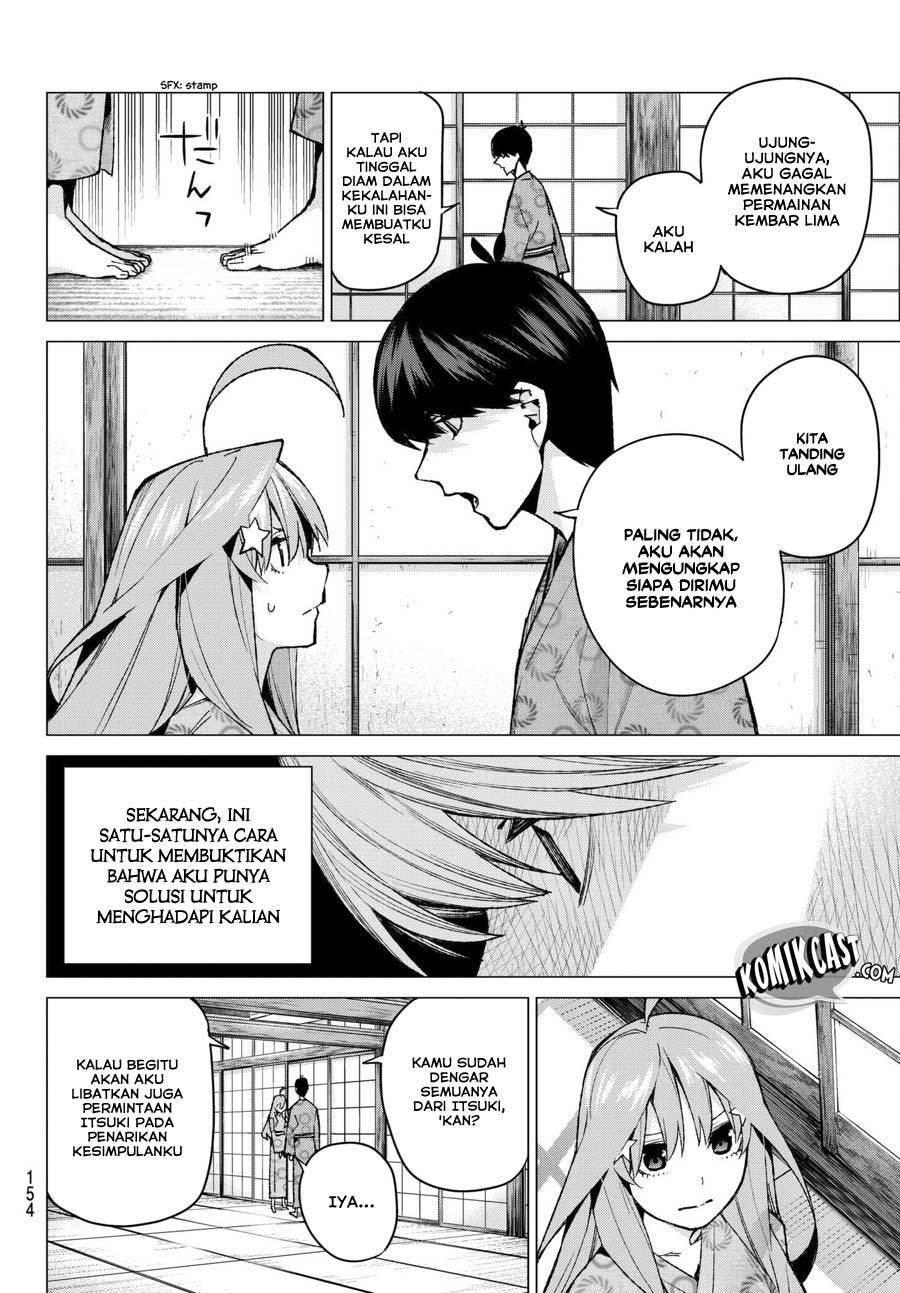 UJUNG-
UJUNGNYA,
AKU GAGAL
MEMENANGKAN
PERMAINAN
KEMBAR LIMA
AKU
KALAH
TAPI
KALAU AKU
TINGGAL
DIAM DALAM
KEKALAHAN-
KU INI BISA
MEMBUATKU
KESAL
SFX: stamp
だんっ
KITA
TANDING
ULANG
PALING TIDAK,
AKU AKAN
MENGUNGKAP
SIAPA DIRIMU
SEBENARNYA
SEKARANG, INI
SATU-SATUNYA CARA
UNTUK MEMBUKTIKAN
BAHWA AKU PUNYA
SOLUSI UNTUK
MENGHADAPI KALIAN
KOMIKCAST
.COM
KAMU SUDAH
DENGAR
SEMUANYA
DARI ITSUKI,
'KAN?
IYA...
KALAU BEGITU
AKAN AKU
LIBATKAN JUGA
PERMINTAAN
ITSUKI PADA
PENARIKAN
KESIMPULANKU
154